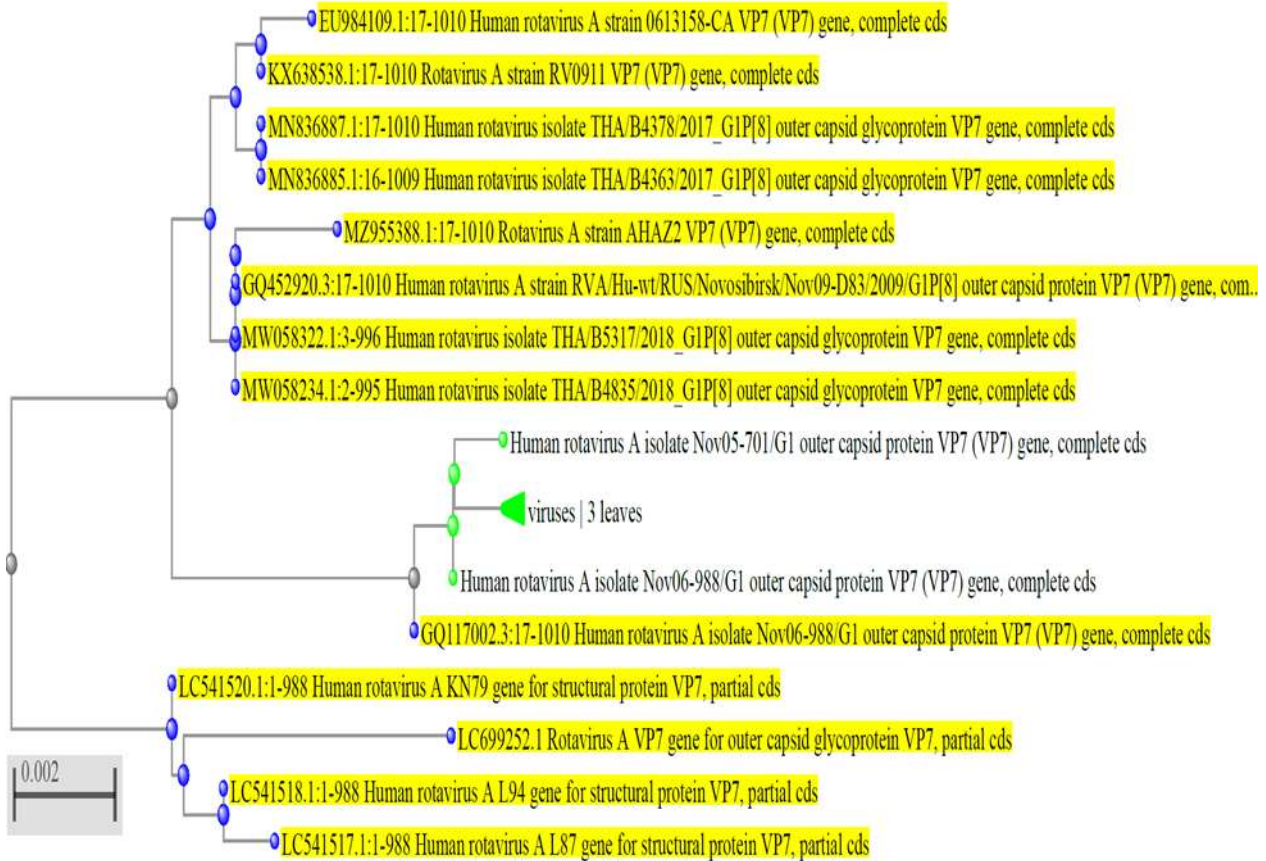 EU984109.1:17-1010 Human rotavirus A strain 0613158-CA VP7 (VP7) gene, complete cds
KX638538.1:17-1010 Rotavirus A strain RV0911 VP7 (VP7) gene, complete cds
MN836887.1:17-1010 Human rotavirus isolate THA/B4378/2017_G1P[8] outer capsid glycoprotein VP7 gene, complete cds
MN836885.1:16-1009 Human rotavirus isolate THA/B4363/2017_G1P[8] outer capsid glycoprotein VP7 gene, complete cds
MZ955388.1:17-1010 Rotavirus A strain AHAZ2 VP7 (VP7) gene, complete cds
GQ452920.3:17-1010 Human rotavirus A strain RVA/Hu-wt/RUS/Novosibirsk/Nov09-D83/2009/G1P[8] outer capsid protein VP7 (VP7) gene, com..
MW058322.1:3-996 Human rotavirus isolate THA/B5317/2018_G1P[8] outer capsid glycoprotein VP7 gene, complete cds
MW058234.1:2-995 Human rotavirus isolate THA/B4835/2018_G1P[8] outer capsid glycoprotein VP7 gene, complete cds
Human rotavirus A isolate Nov05-701/G1 outer capsid protein VP7 (VP7) gene, complete cds
viruses | 3 leaves
Human rotavirus A isolate Nov06-988/G1 outer capsid protein VP7 (VP7) gene, complete cds
GQ117002.3:17-1010 Human rotavirus A isolate Nov06-988/G1 outer capsid protein VP7 (VP7) gene, complete cds
LC541520.1:1-988 Human rotavirus A KN79 gene for structural protein VP7, partial cds
LC699252.1 Rotavirus A VP7 gene for outer capsid glycoprotein VP7, partial cds
0.002
LC541518.1:1-988 Human rotavirus A L94 gene for structural protein VP7, partial cds
LC541517.1:1-988 Human rotavirus A L87 gene for structural protein VP7, partial cds